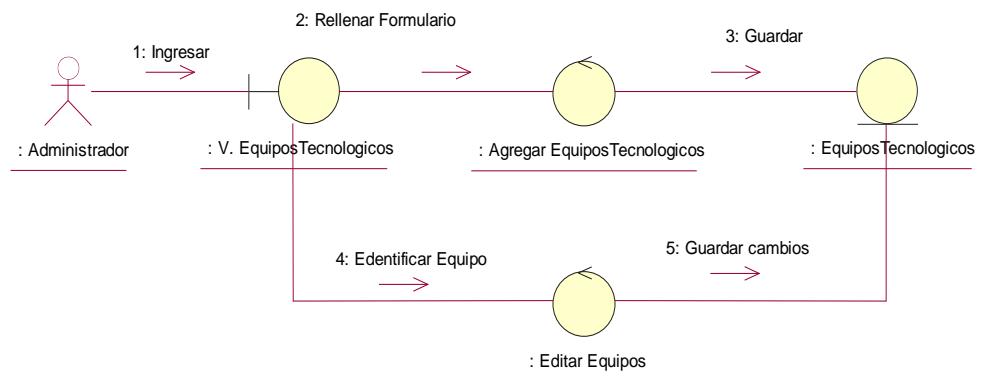 2: Rellenar Formulario
1: Ingresar
3: Guardar
: Administrador
: V. EquiposTecnologicos
: Agregar EquiposTecnologicos
: EquiposTecnologicos
4: Edentificar Equipo
5: Guardar cambios
: Editar Equipos